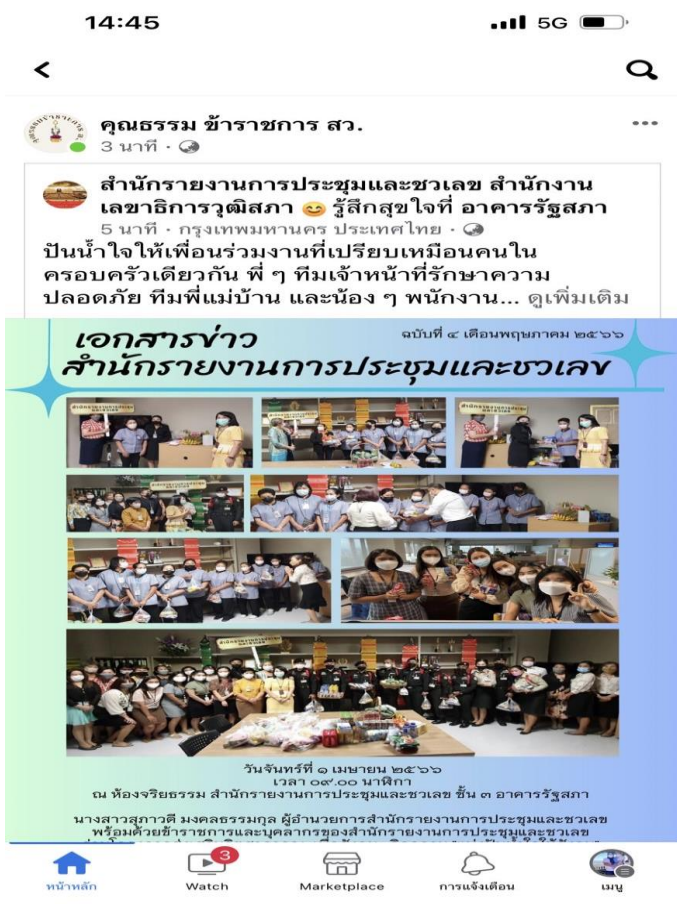 14:45
5G
คุณธรรม ข้าราชการ สว.
3 นาที ·
สำนักรายงานการประชุมและชวเลข สำนักงาน
เลขาธิการวุฒิสภา 😊 รู้สึกสุขใจที่ อาคารรัฐสภา
5 นาที · กรุงเทพมหานคร ประเทศไทย ·
ปันน้ำใจให้เพื่อนร่วมงานที่เปรียบเหมือนคนใน
ครอบครัวเดียวกัน พี่ ๆ ทีมเจ้าหน้าที่รักษาความ
ปลอดภัย ทีมพี่แม่บ้าน และน้อง ๆ พนักงาน... ดูเพิ่มเติม
เอกสารข่าว
ฉบับที่ ๔ เดือนพฤษภาคม ๒๕๖๖
สำนักรายงานการประชุมและชวเลข
วันจันทร์ที่ ๑ เมษายน ๒๕๖๖
เวลา ๐๙.๐๐ นาฬิกา
ณ ห้องจริยธรรม สำนักรายงานการประชุมและชวเลข ชั้น ๓ อาคารรัฐสภา
นางสาวสุภาวดี มงคลธรรมกุล ผู้อำนวยการสำนักรายงานการประชุมและชวเลข
พร้อมด้วยข้าราชการและบุคลากรของสำนักรายงานการประชุมและชวเลข
3
หน้าหลัก
Watch
Marketplace
การแจ้งเตือน
เมนู